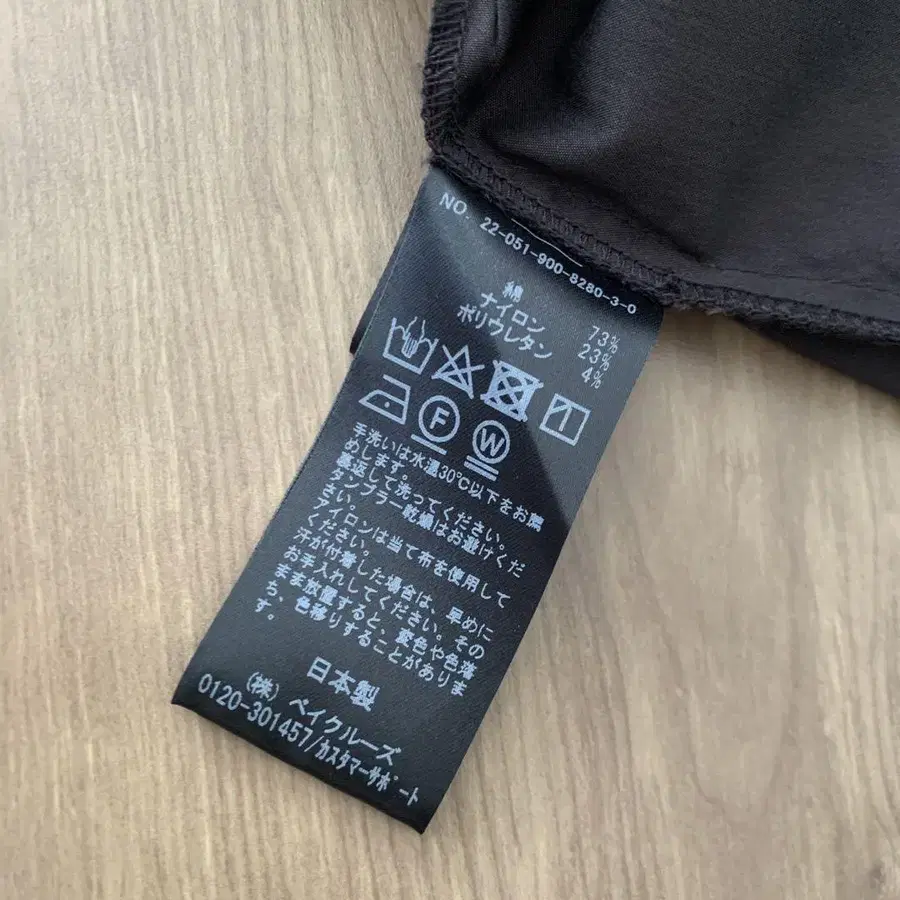 NO. 22-051-900-8280-3-0
綿 73%
ナイロン 23%
ポリウレタン 4%
F
W
手洗いは水温30℃以下をお薦
めします。
裏返して洗ってください。
タンブラー乾燥はお避けくだ
さい。
アイロンは当て布を使用して
ください。
汗が付着した場合は、早めに
お手入れしてください。その
まま放置すると、変色や色落
ち、色移りすることがありま
す。
日本製
(株) ベイクルーズ
0120-301457/カスタマーサポート